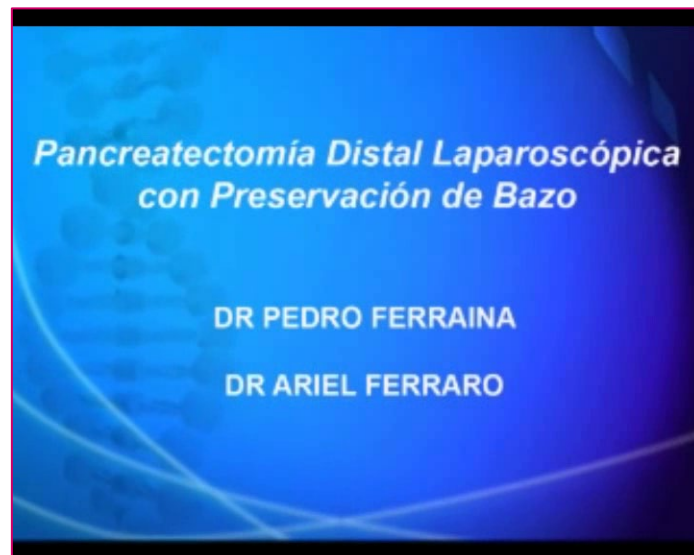 Pancreatectomía Distal Laparoscópica
con Preservación de Bazo
DR PEDRO FERRAINA
DR ARIEL FERRARO